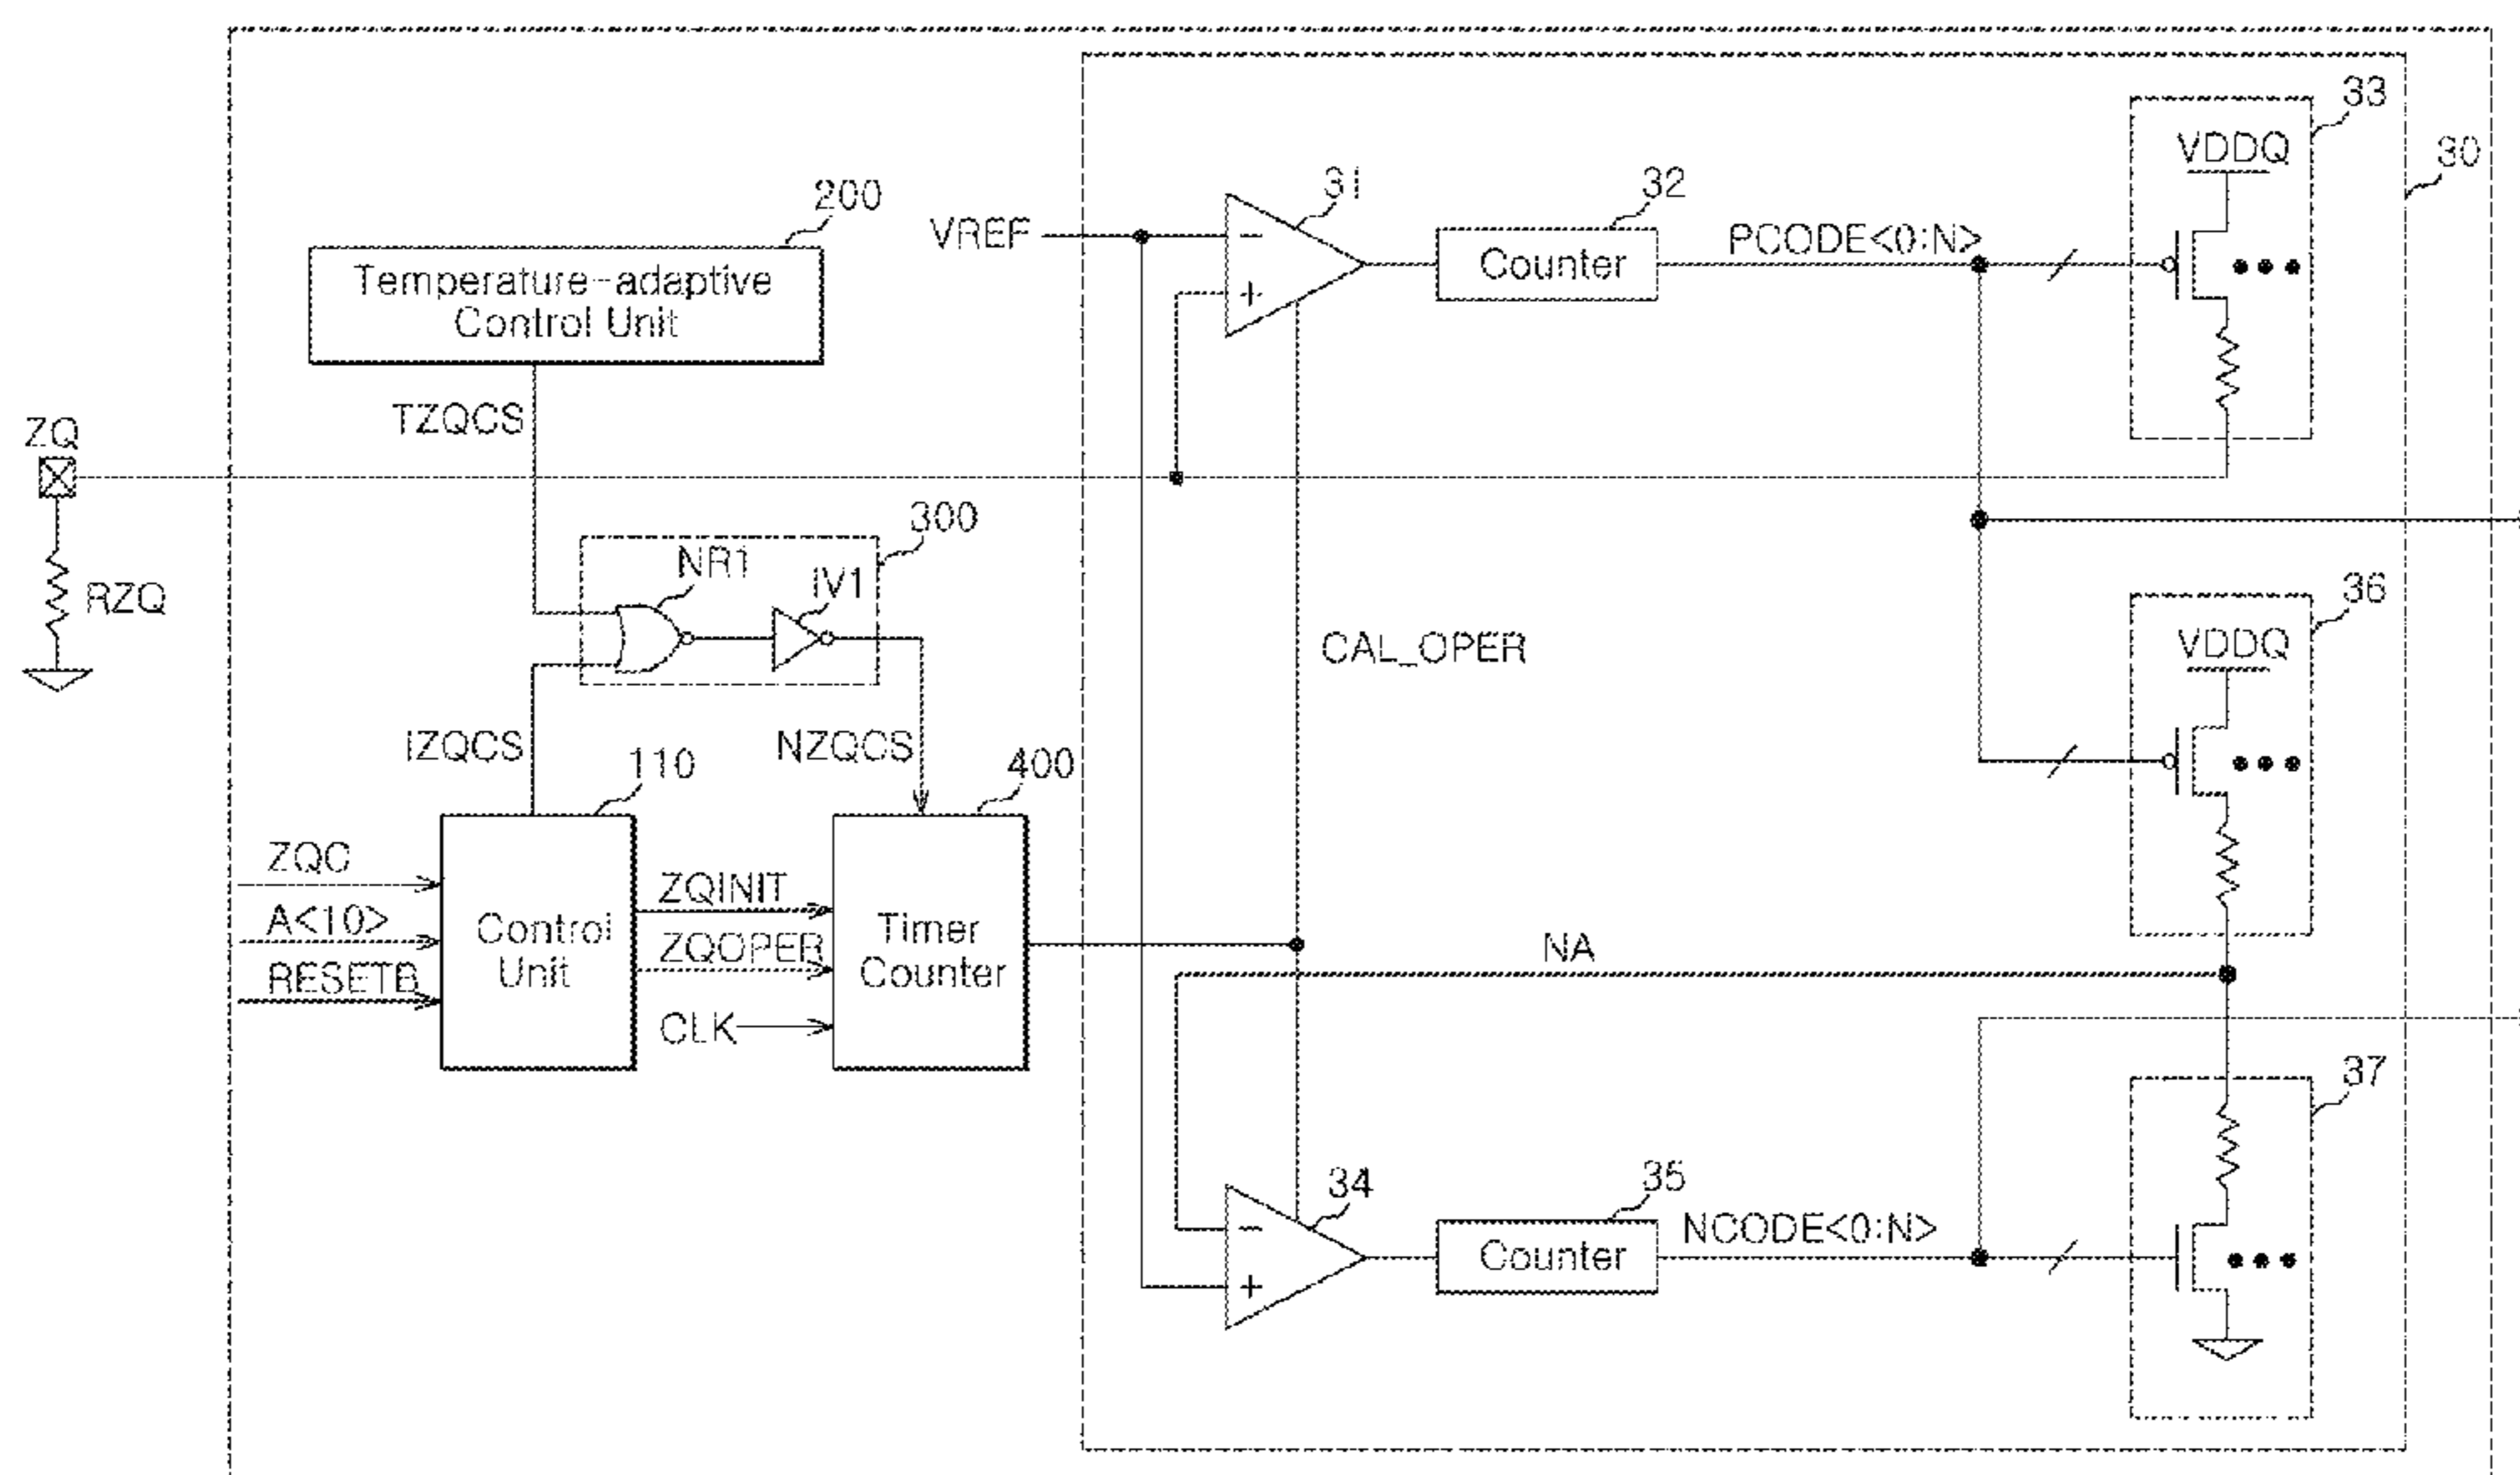 33
VDDQ
30
31
32
200
VREF
PCODE<0:N>
Counter
Temperature-adaptive
Control Unit
TZQCS
ZQ
300
NR1
IV1
RZQ
36
VDDQ
CAL_OPER
IZQCS
NZQCS
110
400
ZQC
ZQINIT
A<10>
Control
Unit
Timer
Counter
ZQOPER
NA
RESETB
CLK
37
34
35
NCODE<0:N>
Counter